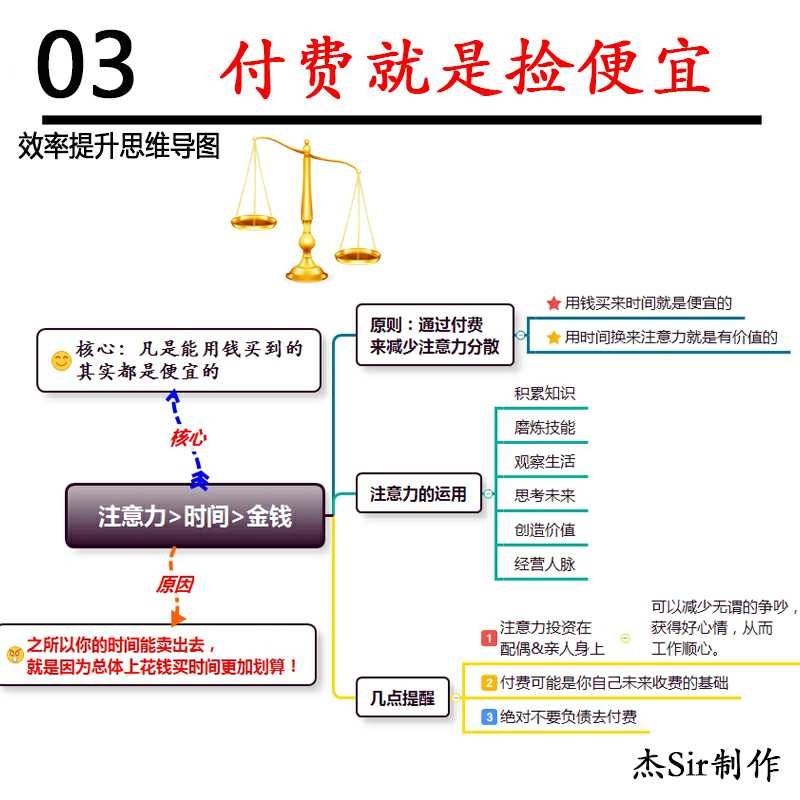 03
付费就是捡便宜
效率提升思维导图
核心：凡是能用钱买到的
其实都是便宜的
核心
注意力>时间>金钱
原因
之所以你的时间能卖出去，
就是因为总体上花钱买时间更加划算！
原则：通过付费
来减少注意力分散
用钱买来时间就是便宜的
用时间换来注意力就是有价值的
注意力的运用
积累知识
磨炼技能
观察生活
思考未来
创造价值
经营人脉
几点提醒
1 注意力投资在
配偶&亲人身上
可以减少无谓的争吵，
获得好心情，从而
工作顺心。
2 付费可能是你自己未来收费的基础
3 绝对不要负债去付费
杰Sir制作